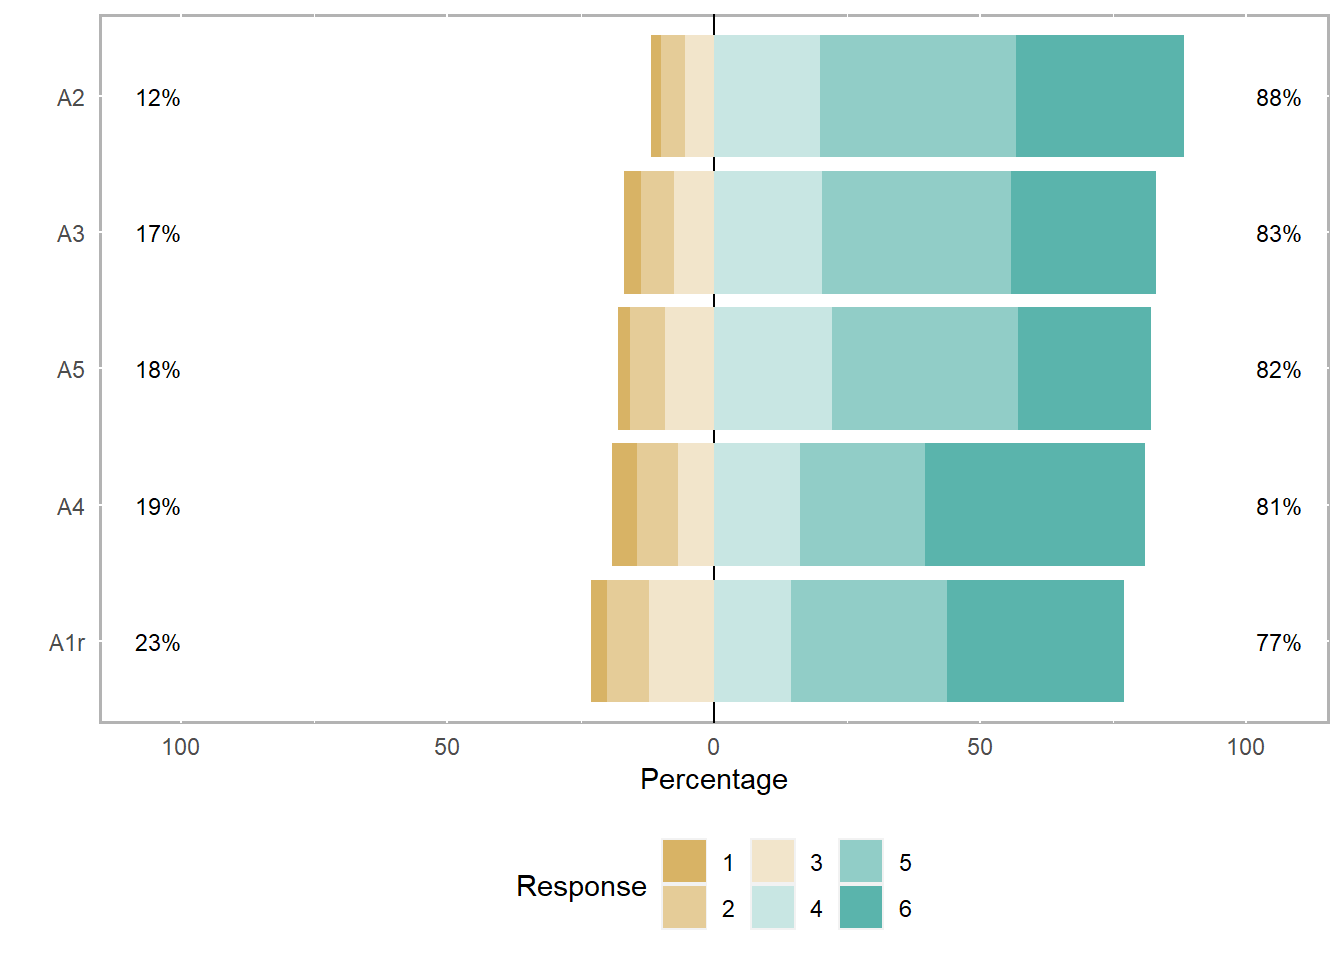 A2 12% 88%
A3 17% 83%
A5 18% 82%
A4 19% 81%
A1r 23% 77%
100 50 0 50 100
Percentage
Response
1 3 5
2 4 6